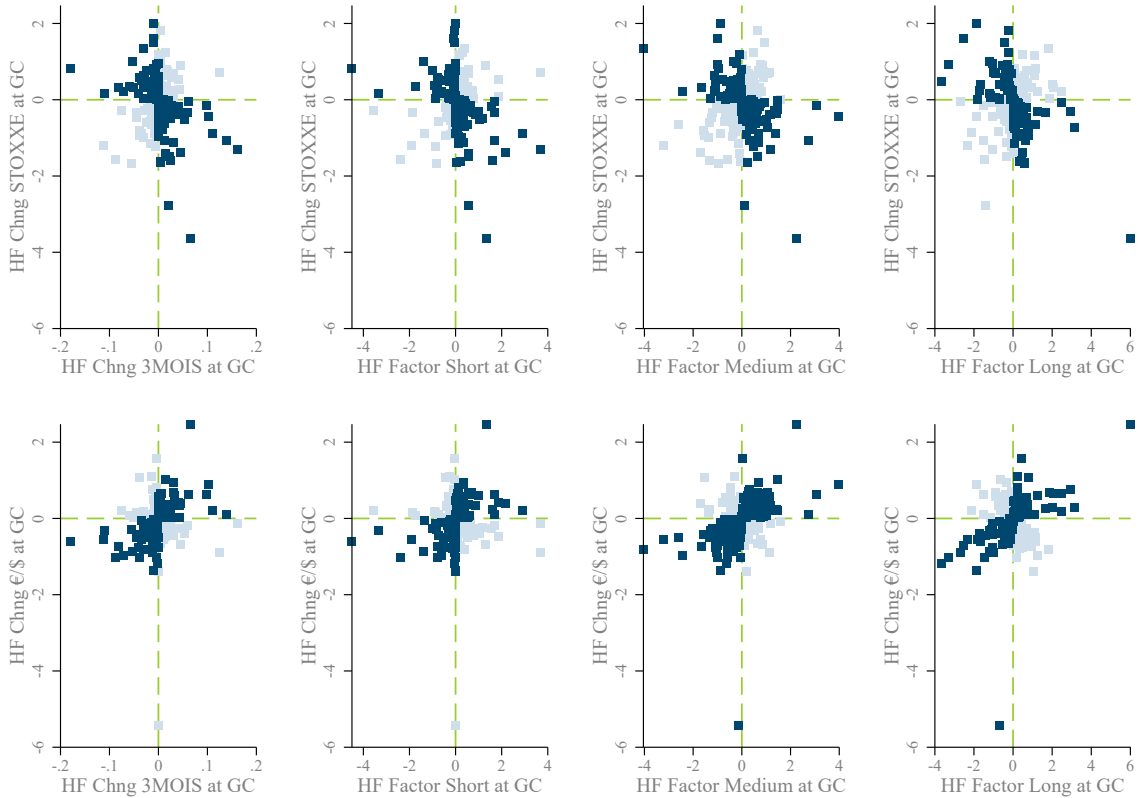 HF Chng STOXXE at GC
2
0
-2
-4
-6
-.2 -.1 0 .1 .2
HF Chng 3MOIS at GC
HF Chng STOXXE at GC
2
0
-2
-4
-6
-4 -2 0 2 4
HF Factor Short at GC
HF Chng STOXXE at GC
2
0
-2
-4
-6
-4 -2 0 2 4
HF Factor Medium at GC
HF Chng STOXXE at GC
2
0
-2
-4
-6
-4 -2 0 2 4 6
HF Factor Long at GC
HF Chng €/$ at GC
2
0
-2
-4
-6
-.2 -.1 0 .1 .2
HF Chng 3MOIS at GC
HF Chng €/$ at GC
2
0
-2
-4
-6
-4 -2 0 2 4
HF Factor Short at GC
HF Chng €/$ at GC
2
0
-2
-4
-6
-4 -2 0 2 4
HF Factor Medium at GC
HF Chng €/$ at GC
2
0
-2
-4
-6
-4 -2 0 2 4 6
HF Factor Long at GC